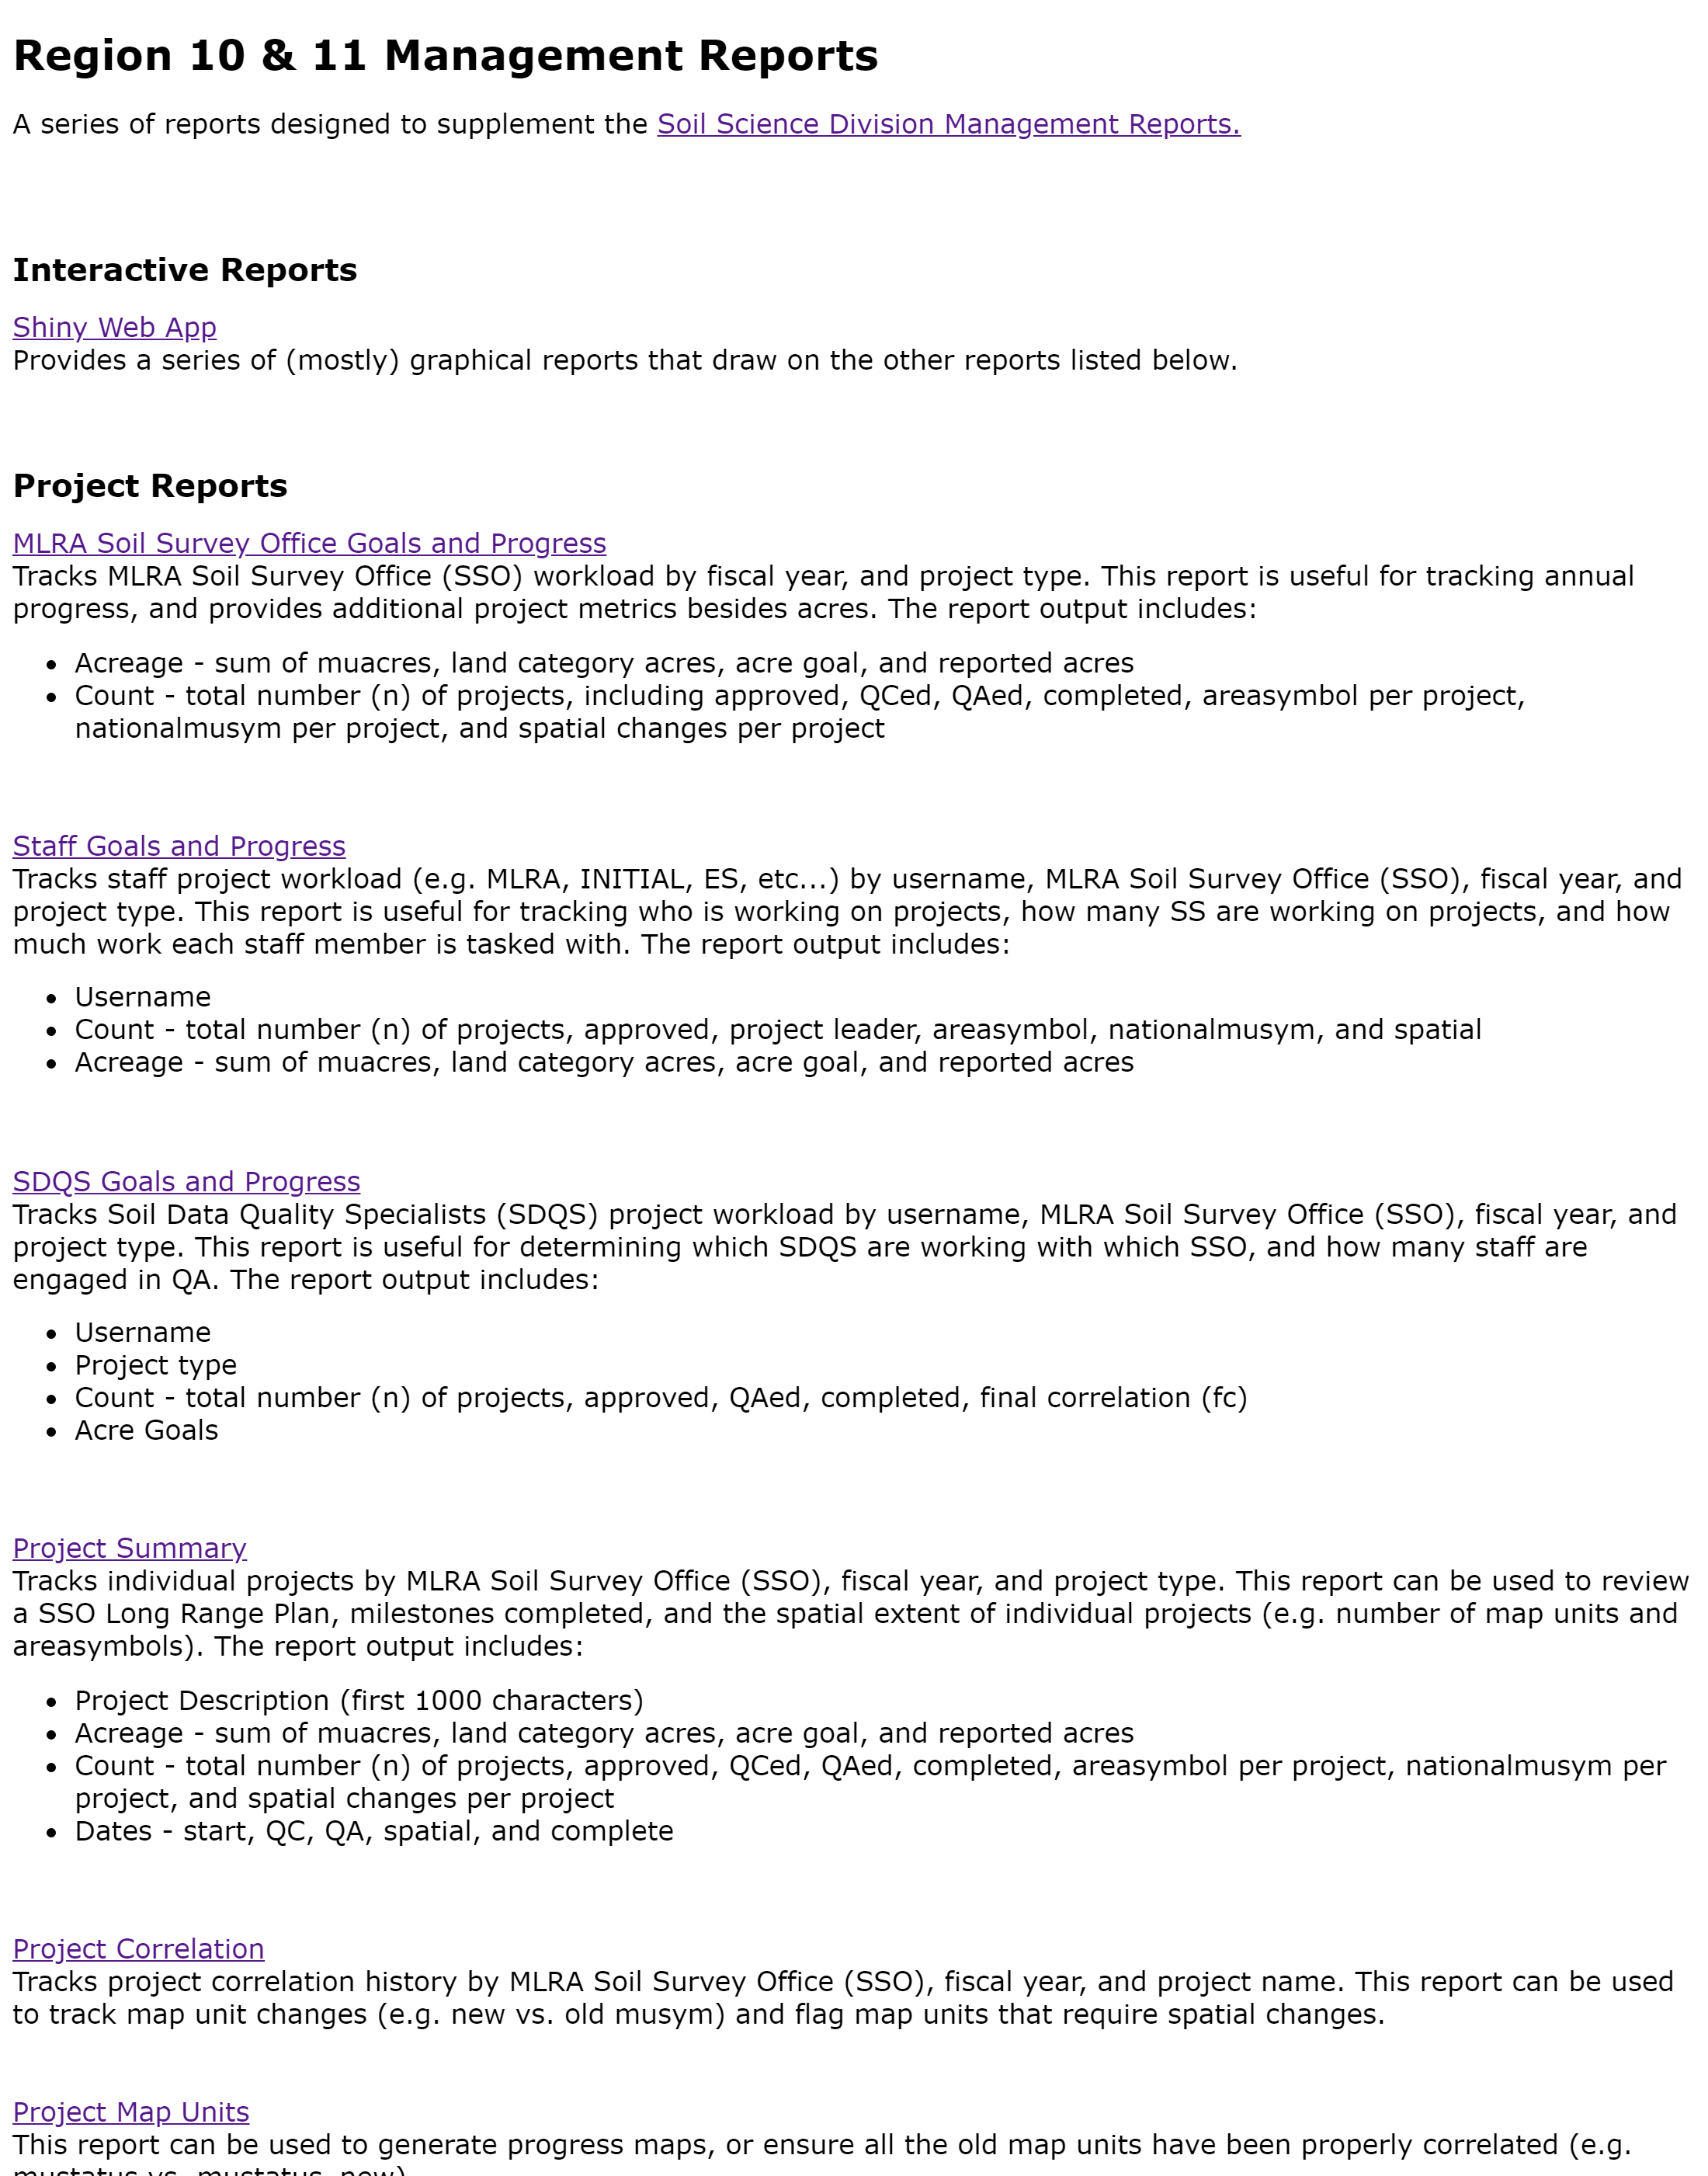 Region 10 & 11 Management Reports
A series of reports designed to supplement the Soil Science Division Management Reports.
Interactive Reports
Shiny Web App
Provides a series of (mostly) graphical reports that draw on the other reports listed below.
Project Reports
MLRA Soil Survey Office Goals and Progress
Tracks MLRA Soil Survey Office (SSO) workload by fiscal year, and project type. This report is useful for tracking annual
progress, and provides additional project metrics besides acres. The report output includes:
• Acreage - sum of muacres, land category acres, acre goal, and reported acres
• Count - total number (n) of projects, including approved, QCed, QAed, completed, areasymbol per project,
nationalmusym per project, and spatial changes per project
Staff Goals and Progress
Tracks staff project workload (e.g. MLRA, INITIAL, ES, etc...) by username, MLRA Soil Survey Office (SSO), fiscal year, and
project type. This report is useful for tracking who is working on projects, how many SS are working on projects, and how
much work each staff member is tasked with. The report output includes:
• Username
• Count - total number (n) of projects, approved, project leader, areasymbol, nationalmusym, and spatial
• Acreage - sum of muacres, land category acres, acre goal, and reported acres
SDQS Goals and Progress
Tracks Soil Data Quality Specialists (SDQS) project workload by username, MLRA Soil Survey Office (SSO), fiscal year, and
project type. This report is useful for determining which SDQS are working with which SSO, and how many staff are
engaged in QA. The report output includes:
• Username
• Project type
• Count - total number (n) of projects, approved, QAed, completed, final correlation (fc)
• Acre Goals
Project Summary
Tracks individual projects by MLRA Soil Survey Office (SSO), fiscal year, and project type. This report can be used to review
a SSO Long Range Plan, milestones completed, and the spatial extent of individual projects (e.g. number of map units and
areasymbols). The report output includes:
• Project Description (first 1000 characters)
• Acreage - sum of muacres, land category acres, acre goal, and reported acres
• Count - total number (n) of projects, approved, QCed, QAed, completed, areasymbol per project, nationalmusym per
project, and spatial changes per project
• Dates - start, QC, QA, spatial, and complete
Project Correlation
Tracks project correlation history by MLRA Soil Survey Office (SSO), fiscal year, and project name. This report can be used
to track map unit changes (e.g. new vs. old musym) and flag map units that require spatial changes.
Project Map Units
This report can be used to generate progress maps, or ensure all the old map units have been properly correlated (e.g.
mustatus vs. mustatus_new)